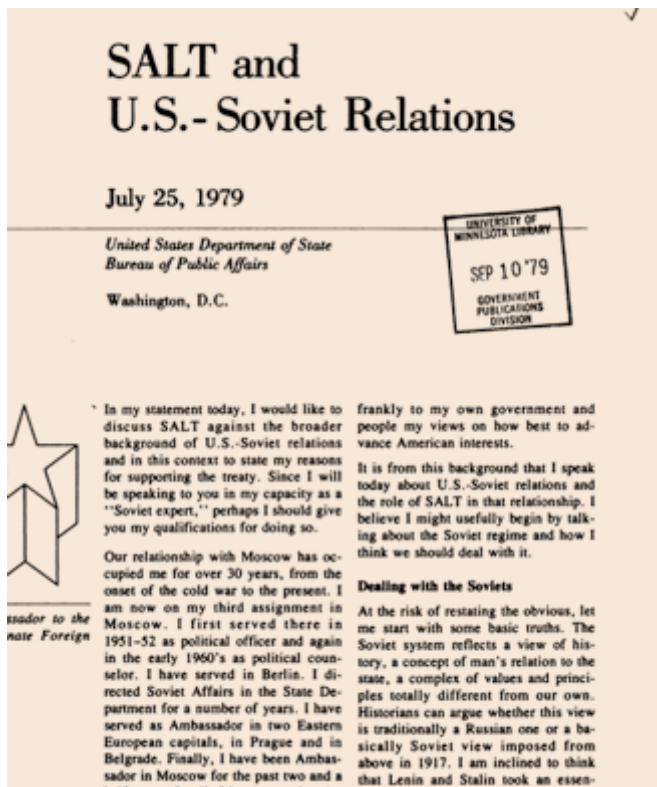 SALT and
U.S.- Soviet Relations
July 25, 1979
United States Department of State
Bureau of Public Affairs
Washington, D.C.
UNIVERSITY OF
MINNESOTA LIBRARY
SEP 10 '79
GOVERNMENT
PUBLICATIONS
DIVISION
ssador to the
nate Foreign
In my statement today, I would like to
discuss SALT against the broader
background of U.S.-Soviet relations
and in this context to state my reasons
for supporting the treaty. Since I will
be speaking to you in my capacity as a
"Soviet expert," perhaps I should give
you my qualifications for doing so.
Our relationship with Moscow has oc-
cupied me for over 30 years, from the
onset of the cold war to the present. I
am now on my third assignment in
Moscow. I first served there in
1951–52 as political officer and again
in the early 1960's as political coun-
selor. I have served in Berlin. I di-
rected Soviet Affairs in the State De-
partment for a number of years. I have
served as Ambassador in two Eastern
European capitals, in Prague and in
Belgrade. Finally, I have been Ambas-
sador in Moscow for the past two and a
frankly to my own government and
people my views on how best to ad-
vance American interests.
It is from this background that I speak
today about U.S.-Soviet relations and
the role of SALT in that relationship. I
believe I might usefully begin by talk-
ing about the Soviet regime and how I
think we should deal with it.
Dealing with the Soviets
At the risk of restating the obvious, let
me start with some basic truths. The
Soviet system reflects a view of his-
tory, a concept of man's relation to the
state, a complex of values and princi-
ples totally different from our own.
Historians can argue whether this view
is traditionally a Russian one or a ba-
sically Soviet view imposed from
above in 1917. I am inclined to think
that Lenin and Stalin took an essen-